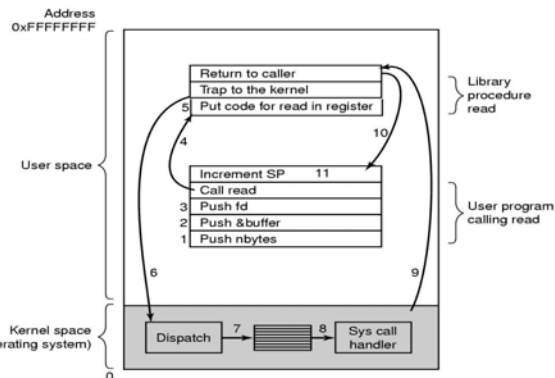 Address
0xFFFFFFFF
Return to caller
Trap to the kernel
5 Put code for read in register
Library
procedure
read
4
10
User space
Increment SP 11
Call read
3 Push fd
2 Push &buffer
1 Push nbytes
User program
calling read
6
9
Kernel space
erating system)
Dispatch
7
8
Sys call
handler
0